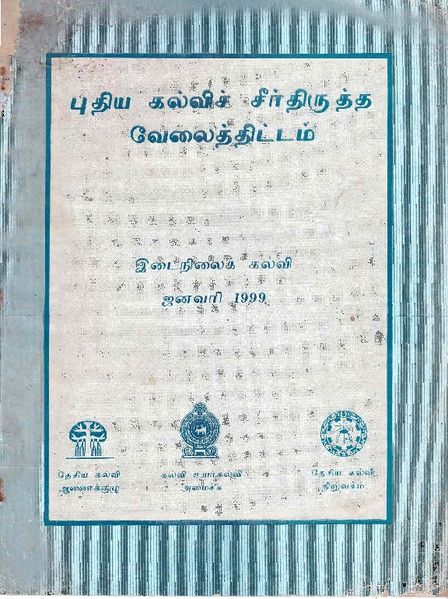 புதிய கல்விச் சீர்திருத்த
வேலைத்திட்டம்
இடைநிலைக் கல்வி
ஜனவரி 1999
தேசிய கல்வி
ஆணைக்குழு
கல்வி உயர்கல்வி
அமைச்சு
தேசிய கல்வி
நிறுவகம்